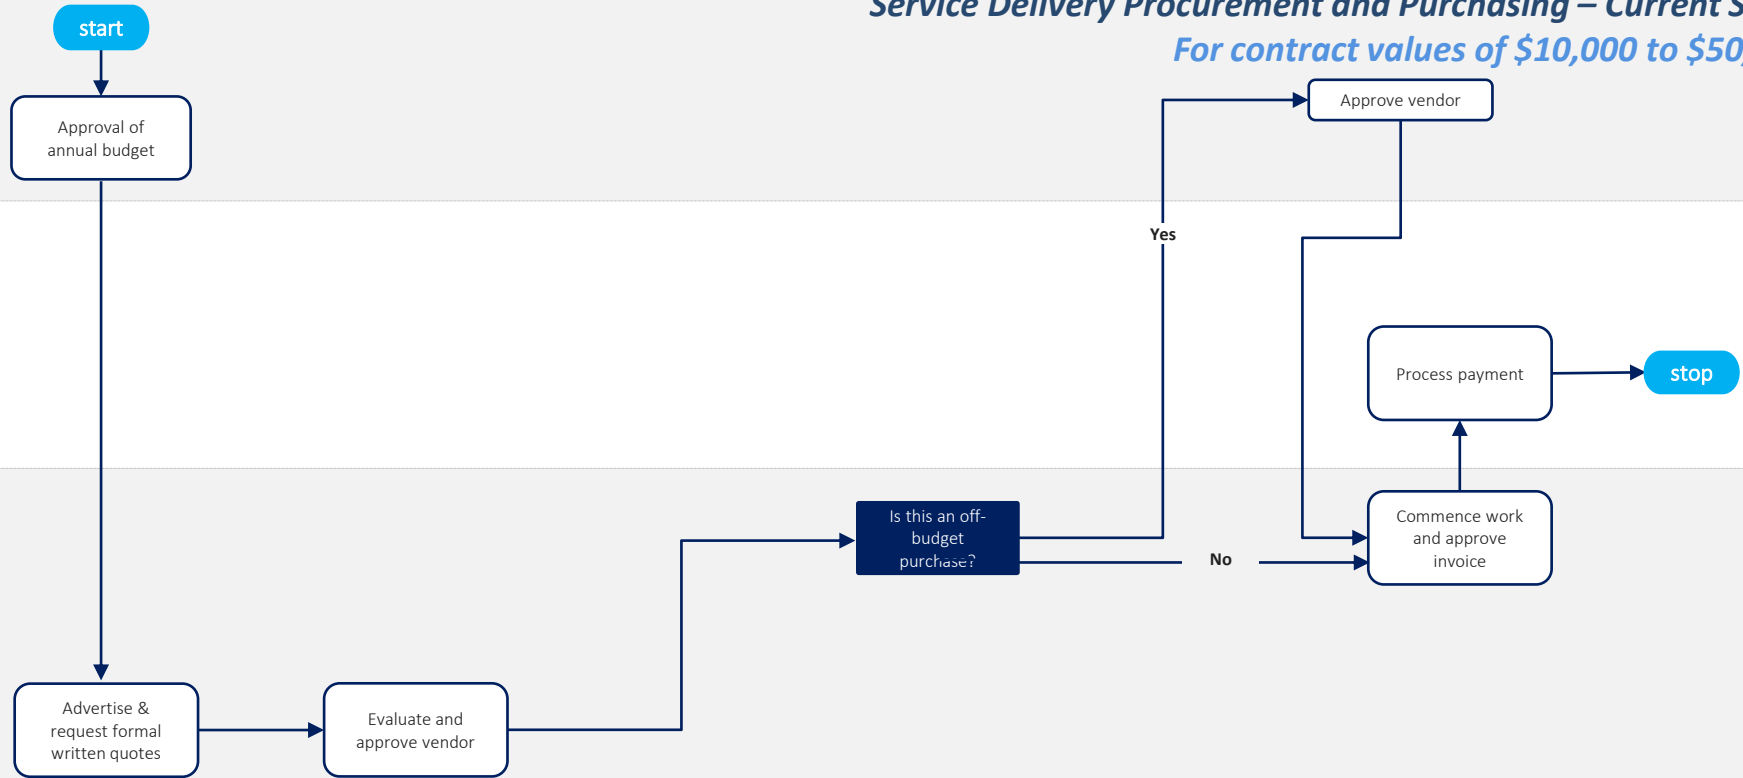 Service Delivery Procurement and Purchasing – Current S
For contract values of $10,000 to $50,
start
Approval of
annual budget
Approve vendor
Yes
Process payment
stop
Is this an off-
budget
purchase?
No
Commence work
and approve
invoice
Advertise &
request formal
written quotes
Evaluate and
approve vendor